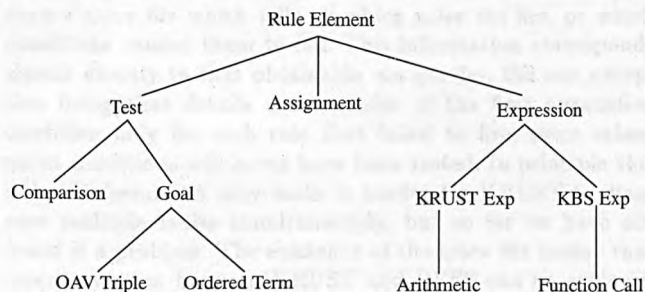 Rule Element
Test
Assignment
Expression
Comparison
Goal
KRUST Exp
KBS Exp
OAV Triple
Ordered Term
Arithmetic
Function Call